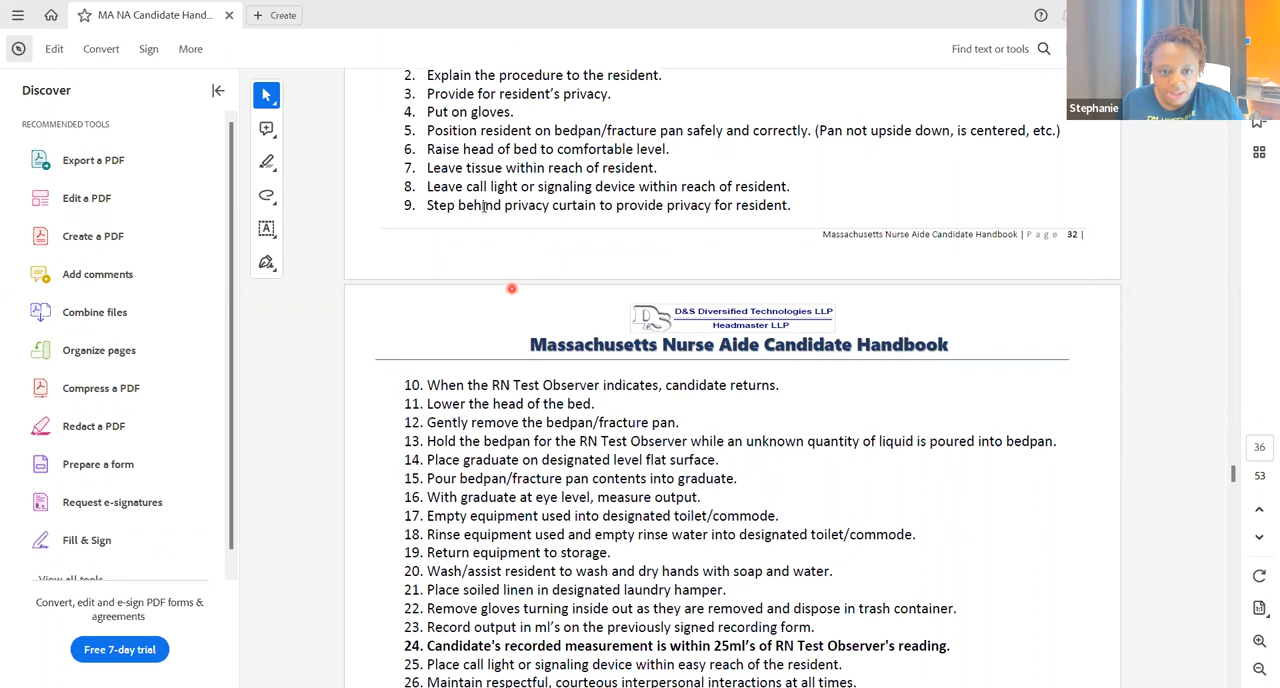 MA NA Candidate Hand...
Create
Edit
Convert
Sign
More
Find text or tools
Stephanie
Discover
RECOMMENDED TOOLS
Export a PDF
Edit a PDF
Create a PDF
Add comments
Combine files
Organize pages
Compress a PDF
Redact a PDF
Prepare a form
Request e-signatures
Fill & Sign
View all tools
Convert, edit and e-sign PDF forms &
agreements
Free 7-day trial
2. Explain the procedure to the resident.
3. Provide for resident's privacy.
4. Put on gloves.
5. Position resident on bedpan/fracture pan safely and correctly. (Pan not upside down, is centered, etc.)
6. Raise head of bed to comfortable level.
7. Leave tissue within reach of resident.
8. Leave call light or signaling device within reach of resident.
9. Step behind privacy curtain to provide privacy for resident.
Massachusetts Nurse Aide Candidate Handbook | Page 32 |
D&S Diversified Technologies LLP
Headmaster LLP
Massachusetts Nurse Aide Candidate Handbook
10. When the RN Test Observer indicates, candidate returns.
11. Lower the head of the bed.
12. Gently remove the bedpan/fracture pan.
13. Hold the bedpan for the RN Test Observer while an unknown quantity of liquid is poured into bedpan.
14. Place graduate on designated level flat surface.
15. Pour bedpan/fracture pan contents into graduate.
16. With graduate at eye level, measure output.
17. Empty equipment used into designated toilet/commode.
18. Rinse equipment used and empty rinse water into designated toilet/commode.
19. Return equipment to storage.
20. Wash/assist resident to wash and dry hands with soap and water.
21. Place soiled linen in designated laundry hamper.
22. Remove gloves turning inside out as they are removed and dispose in trash container.
23. Record output in ml's on the previously signed recording form.
24. Candidate's recorded measurement is within 25ml's of RN Test Observer's reading.
25. Place call light or signaling device within easy reach of the resident.
26. Maintain respectful, courteous interpersonal interactions at all times.
36
53